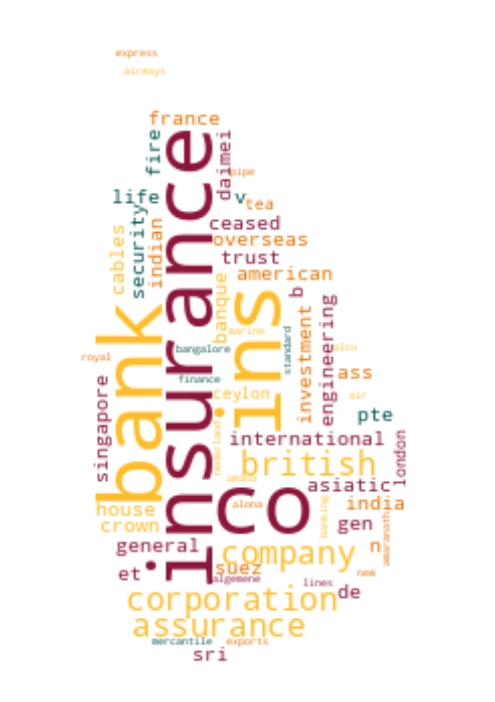 express
airways
france
fire
insurance
daimei
pipe
life
v
tea
security
indian
cables
ceased
overseas
trust
american
banque
b
bank
ins
marine
engineering
investment
standard
bangalore
alco
royal
finance
ass
air
singapore
ceylon
pte
nederland
international
london
british
amana
asiatic
co
house
alona
banking
india
crown
gen
amaranath
general
company
n
et
suez
algemene
new
lines
de
corporation
assurance
mercantile
exports
sri